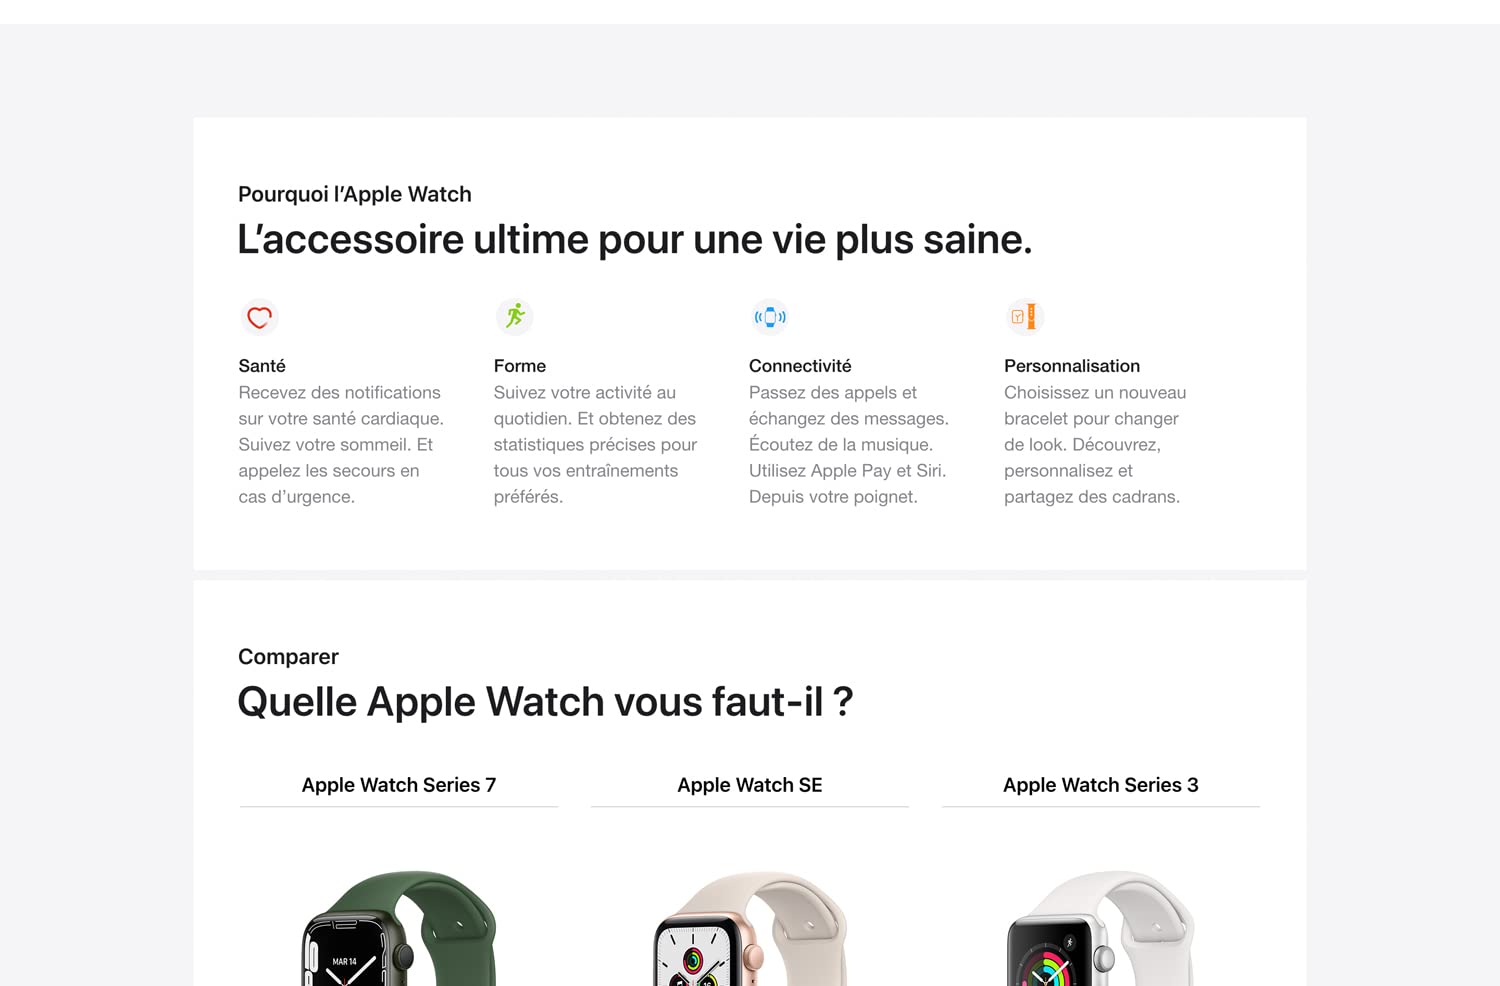 Pourquoi l’Apple Watch
L’accessoire ultime pour une vie plus saine.
Santé
Recevez des notifications
sur votre santé cardiaque.
Suivez votre sommeil. Et
appelez les secours en
cas d’urgence.
Forme
Suivez votre activité au
quotidien. Et obtenez des
statistiques précises pour
tous vos entraînements
préférés.
Connectivité
Passez des appels et
échangez des messages.
Écoutez de la musique.
Utilisez Apple Pay et Siri.
Depuis votre poignet.
Personnalisation
Choisissez un nouveau
bracelet pour changer
de look. Découvrez,
personnalisez et
partagez des cadrans.
Comparer
Quelle Apple Watch vous faut-il ?
Apple Watch Series 7
Apple Watch SE
Apple Watch Series 3
MAR 14